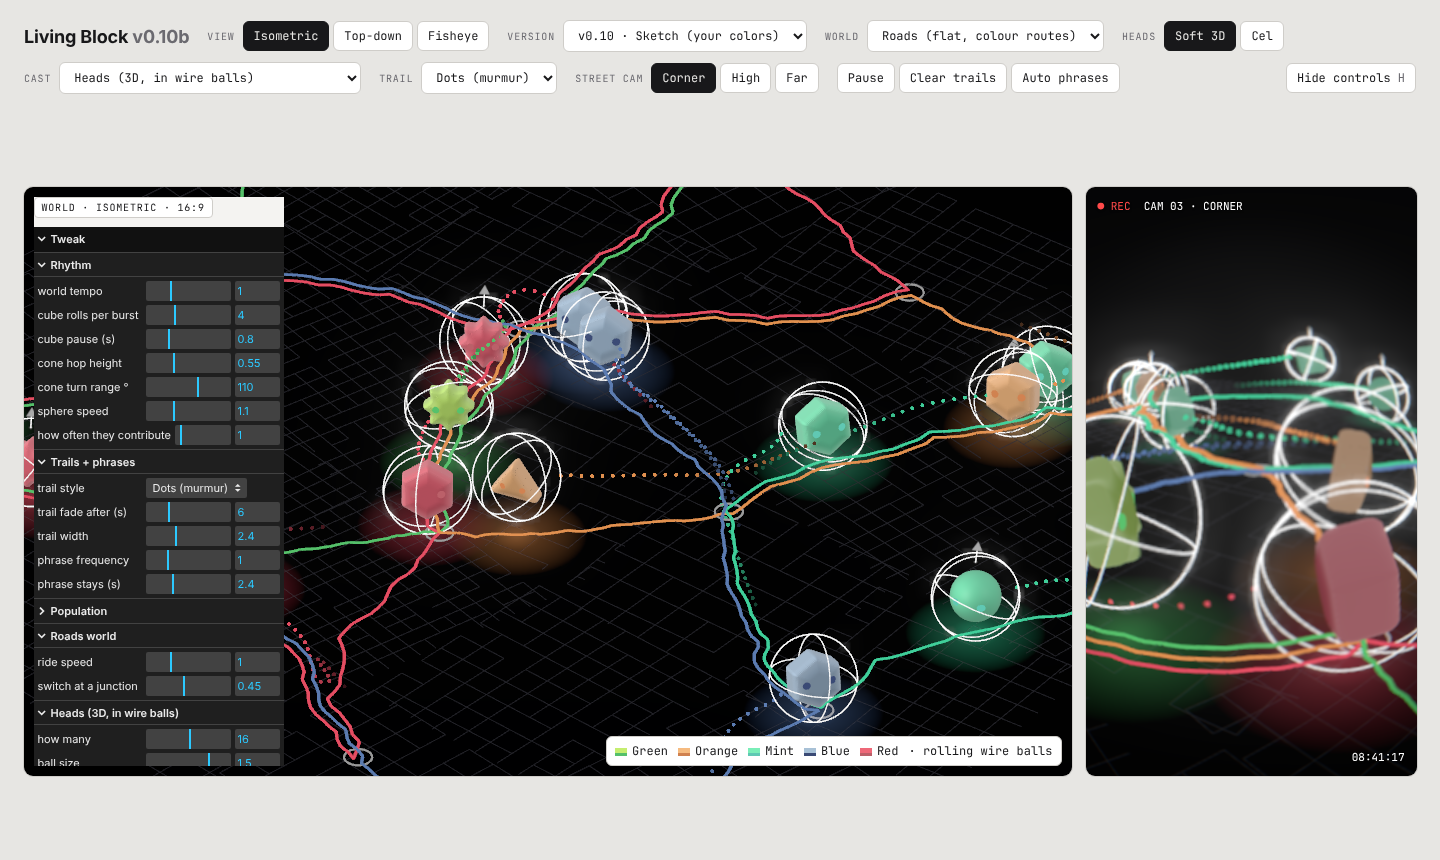 Living Block v0.10b VIEW Isometric Top-down Fisheye VERSION v0.10 · Sketch (your colors) WORLD Roads (flat, colour routes) HEADS Soft 3D Cel
CAST Heads (3D, in wire balls) TRAIL Dots (murmur) STREET CAM Corner High Far Pause Clear trails Auto phrases Hide controls H
WORLD · ISOMETRIC · 16:9
Tweak
Rhythm
world tempo 1
cube rolls per burst 4
cube pause (s) 0.8
cone hop height 0.55
cone turn range ° 110
sphere speed 1.1
how often they contribute 1
Trails + phrases
trail style Dots (murmur)
trail fade after (s) 6
trail width 2.4
phrase frequency 1
phrase stays (s) 2.4
Population
Roads world
ride speed 1
switch at a junction 0.45
Heads (3D, in wire balls)
how many 16
ball size 1.5
Green Orange Mint Blue Red · rolling wire balls
REC CAM 03 · CORNER
08:41:17